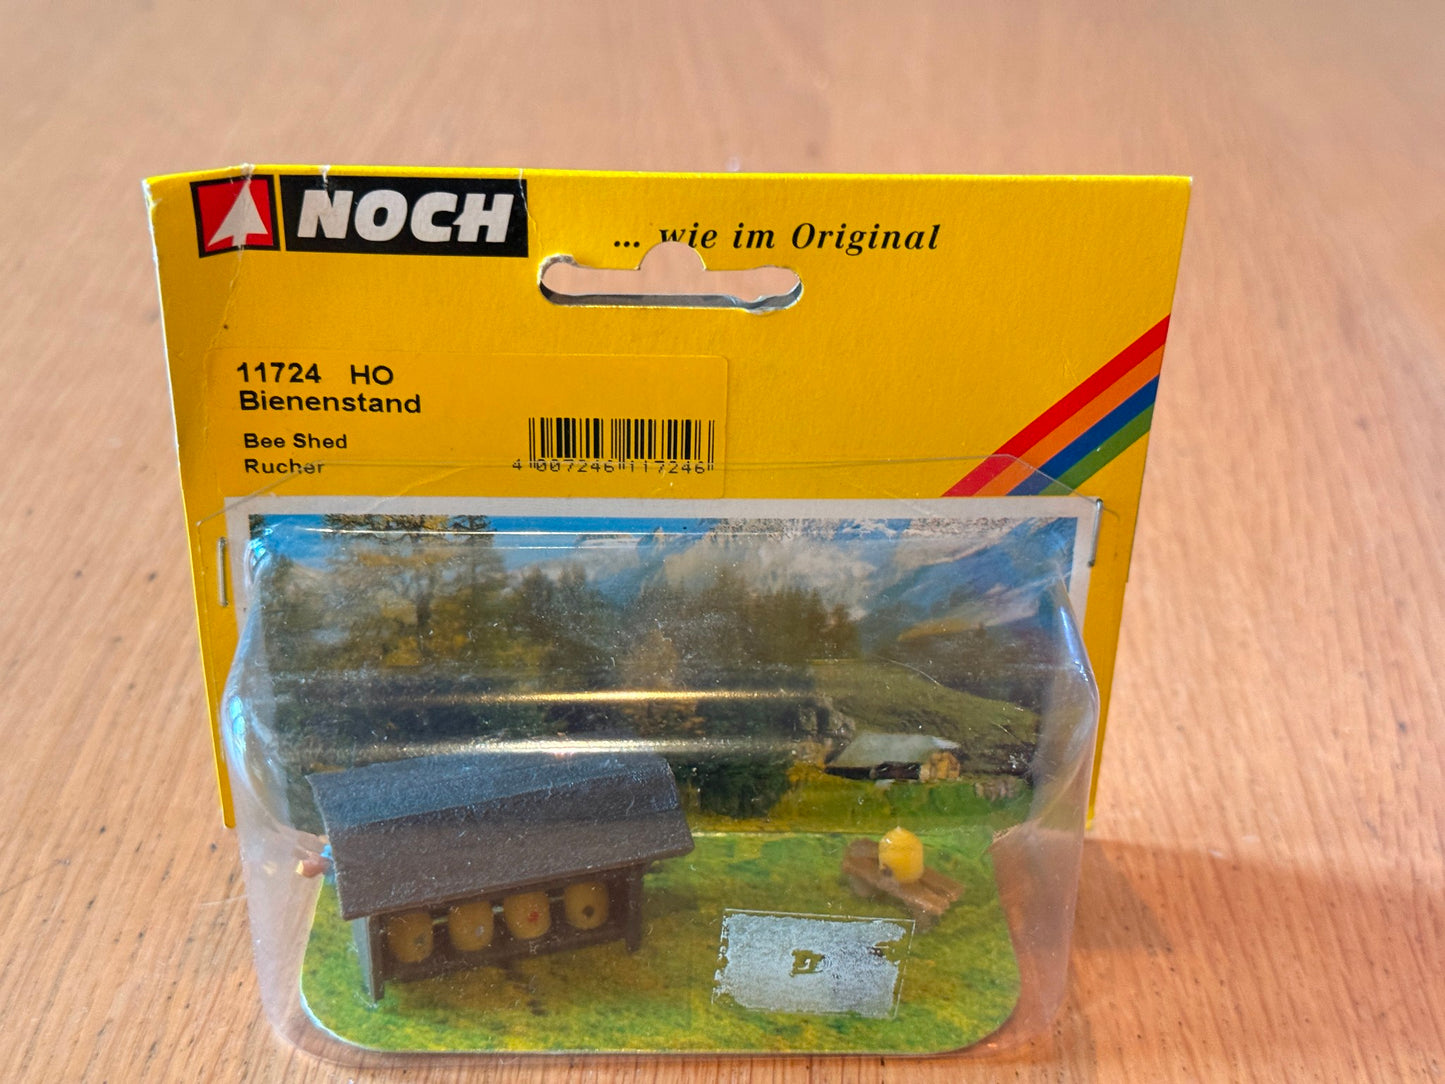 NOCH
... wie im Original
11724 HO
Bienenstand
Bee Shed
Rucher
4 007246 117246